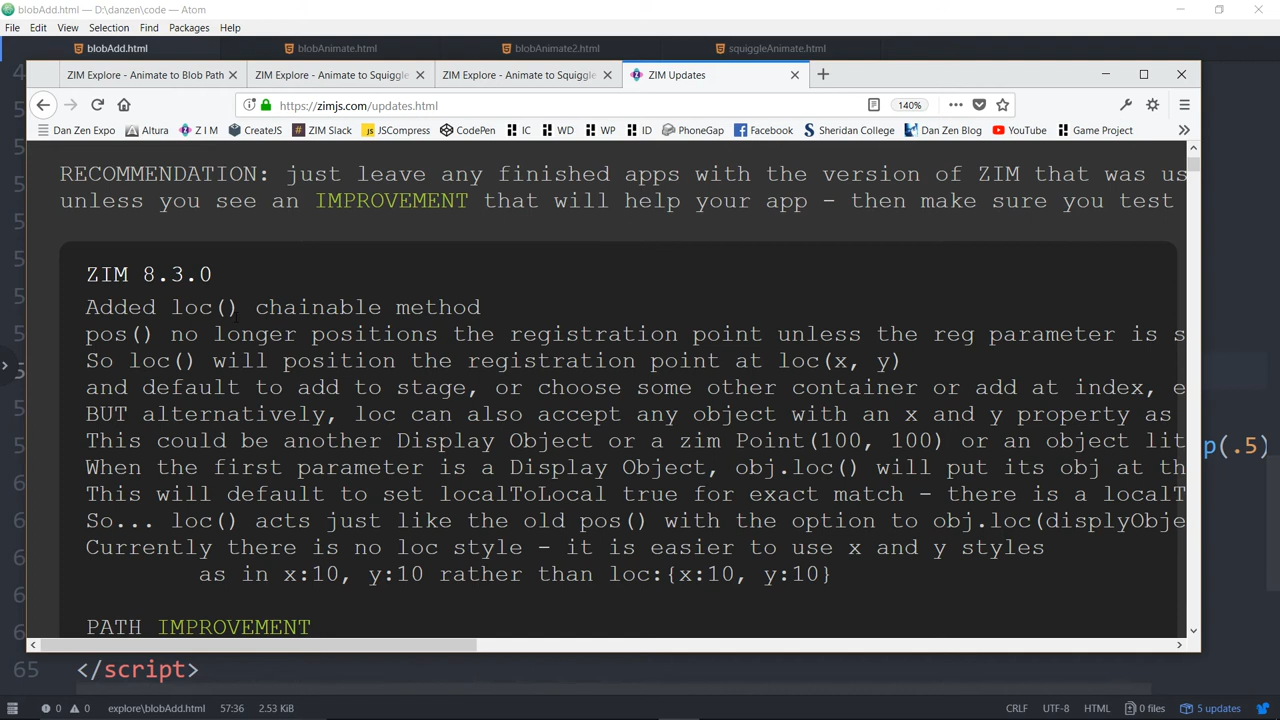 blobAdd.html — D:\danzen\code — Atom
File Edit View Selection Find Packages Help
blobAdd.html blobAnimate.html blobAnimate2.html squiggleAnimate.html
ZIM Explore - Animate to Blob Path ZIM Explore - Animate to Squiggle ZIM Explore - Animate to Squiggle ZIM Updates
https://zimjs.com/updates.html 140%
Dan Zen Expo Altura Z I M CreateJS ZIM Slack JSCompress CodePen IC WD WP ID PhoneGap Facebook Sheridan College Dan Zen Blog YouTube Game Project
RECOMMENDATION: just leave any finished apps with the version of ZIM that was us
unless you see an IMPROVEMENT that will help your app - then make sure you test
ZIM 8.3.0
Added loc() chainable method
pos() no longer positions the registration point unless the reg parameter is s
So loc() will position the registration point at loc(x, y)
and default to add to stage, or choose some other container or add at index, e
BUT alternatively, loc can also accept any object with an x and y property as
This could be another Display Object or a zim Point(100, 100) or an object lit
p(.5)
When the first parameter is a Display Object, obj.loc() will put its obj at th
This will default to set localToLocal true for exact match - there is a localT
So... loc() acts just like the old pos() with the option to obj.loc(displyObje
Currently there is no loc style - it is easier to use x and y styles
as in x:10, y:10 rather than loc:{x:10, y:10}
PATH IMPROVEMENT
65 </script>
0 0 explore\blobAdd.html 57:36 2.53 KiB CRLF UTF-8 HTML 0 files 5 updates